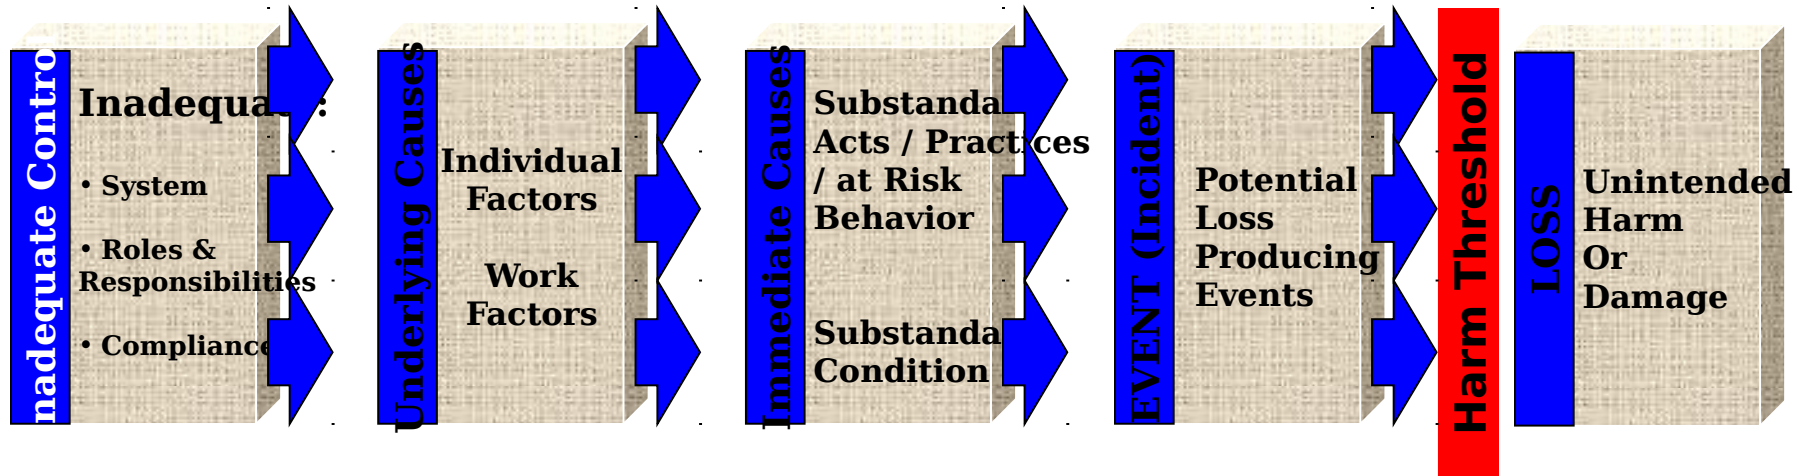 nadequate Contro
Inadequa :
• System
• Roles &
Responsibilities
• Compliance
Underlying Causes
Individual
Factors
Work
Factors
Immediate Causes
Substanda
Acts / Practices
/ at Risk
Behavior
Substanda
Condition
EVENT (Incident)
Potential
Loss
Producing
Events
Harm Threshold
LOSS
Unintended
Harm
Or
Damage